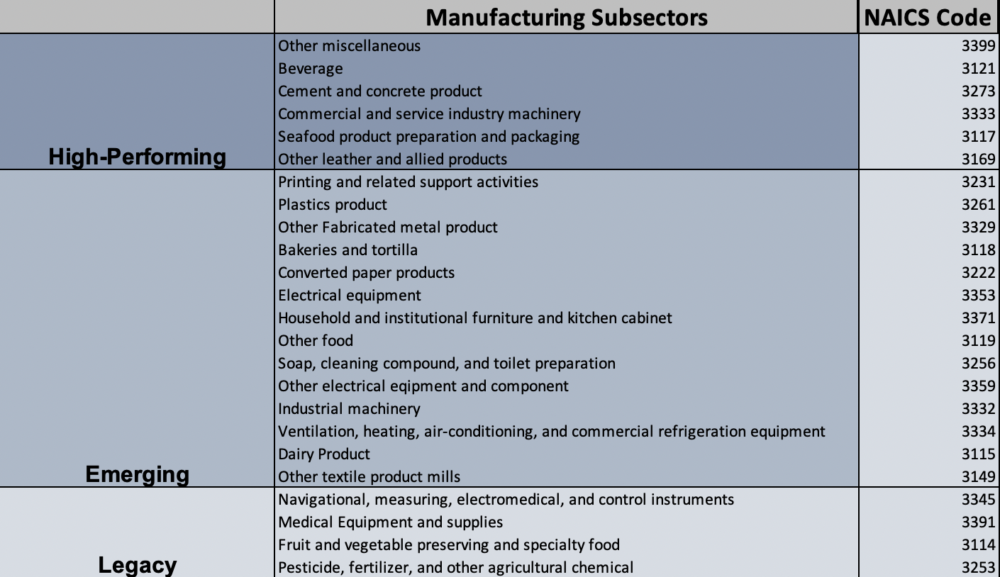 Manufacturing Subsectors NAICS Code
Other miscellaneous 3399
Beverage 3121
Cement and concrete product 3273
Commercial and service industry machinery 3333
Seafood product preparation and packaging 3117
High-Performing Other leather and allied products 3169
Printing and related support activities 3231
Plastics product 3261
Other Fabricated metal product 3329
Bakeries and tortilla 3118
Converted paper products 3222
Electrical equipment 3353
Household and institutional furniture and kitchen cabinet 3371
Other food 3119
Soap, cleaning compound, and toilet preparation 3256
Other electrical eqipment and component 3359
Industrial machinery 3332
Ventilation, heating, air-conditioning, and commercial refrigeration equipment 3334
Dairy Product 3115
Emerging Other textile product mills 3149
Navigational, measuring, electromedical, and control instruments 3345
Medical Equipment and supplies 3391
Fruit and vegetable preserving and specialty food 3114
Legacy Pesticide, fertilizer, and other agricultural chemical 3253